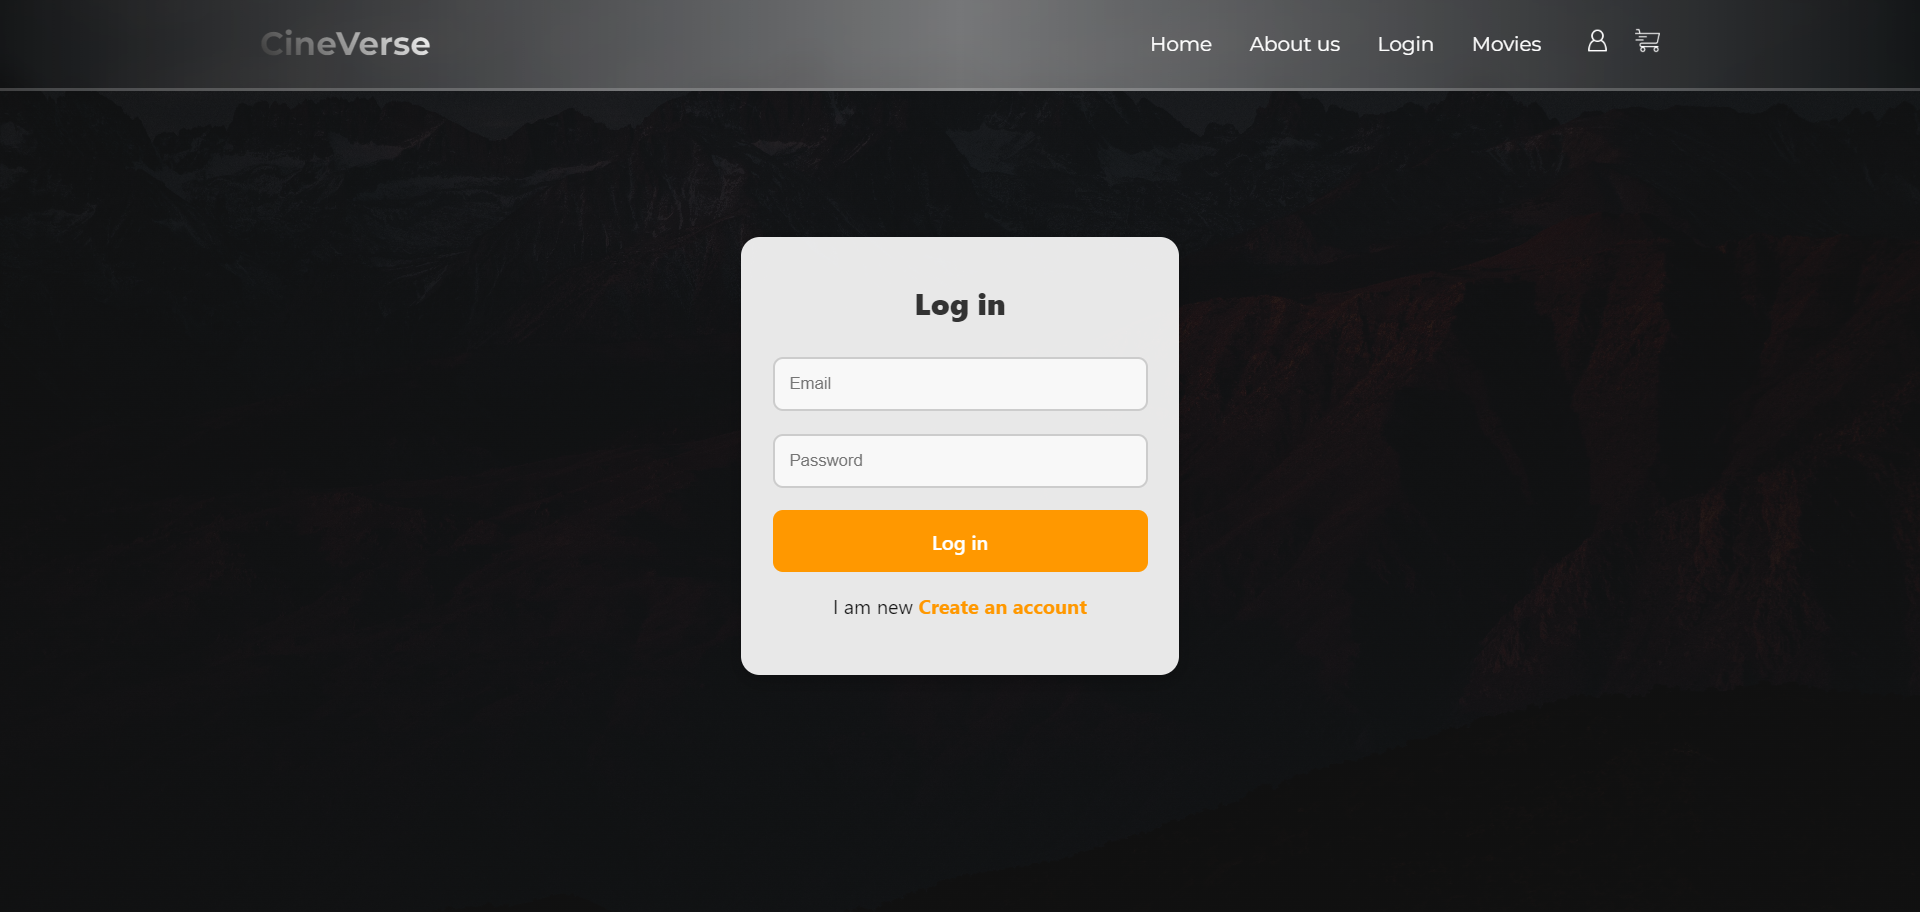 CineVerse
Home About us Login Movies
Log in
Email
Password
Log in
I am new Create an account